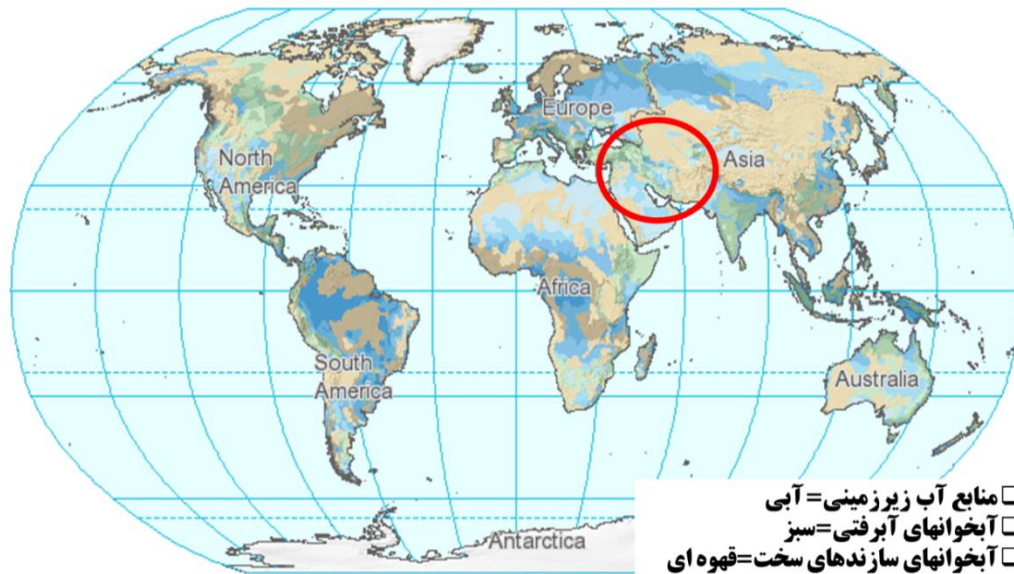 Europe
North
America
Asia
Africa
South
America
Australia
□ منابع آب زیرزمینی=آبی
□ آبخوانهای آبرفتی=سبز
□ آبخوانهای سازندهای سخت=قهوه ای
Antarctica